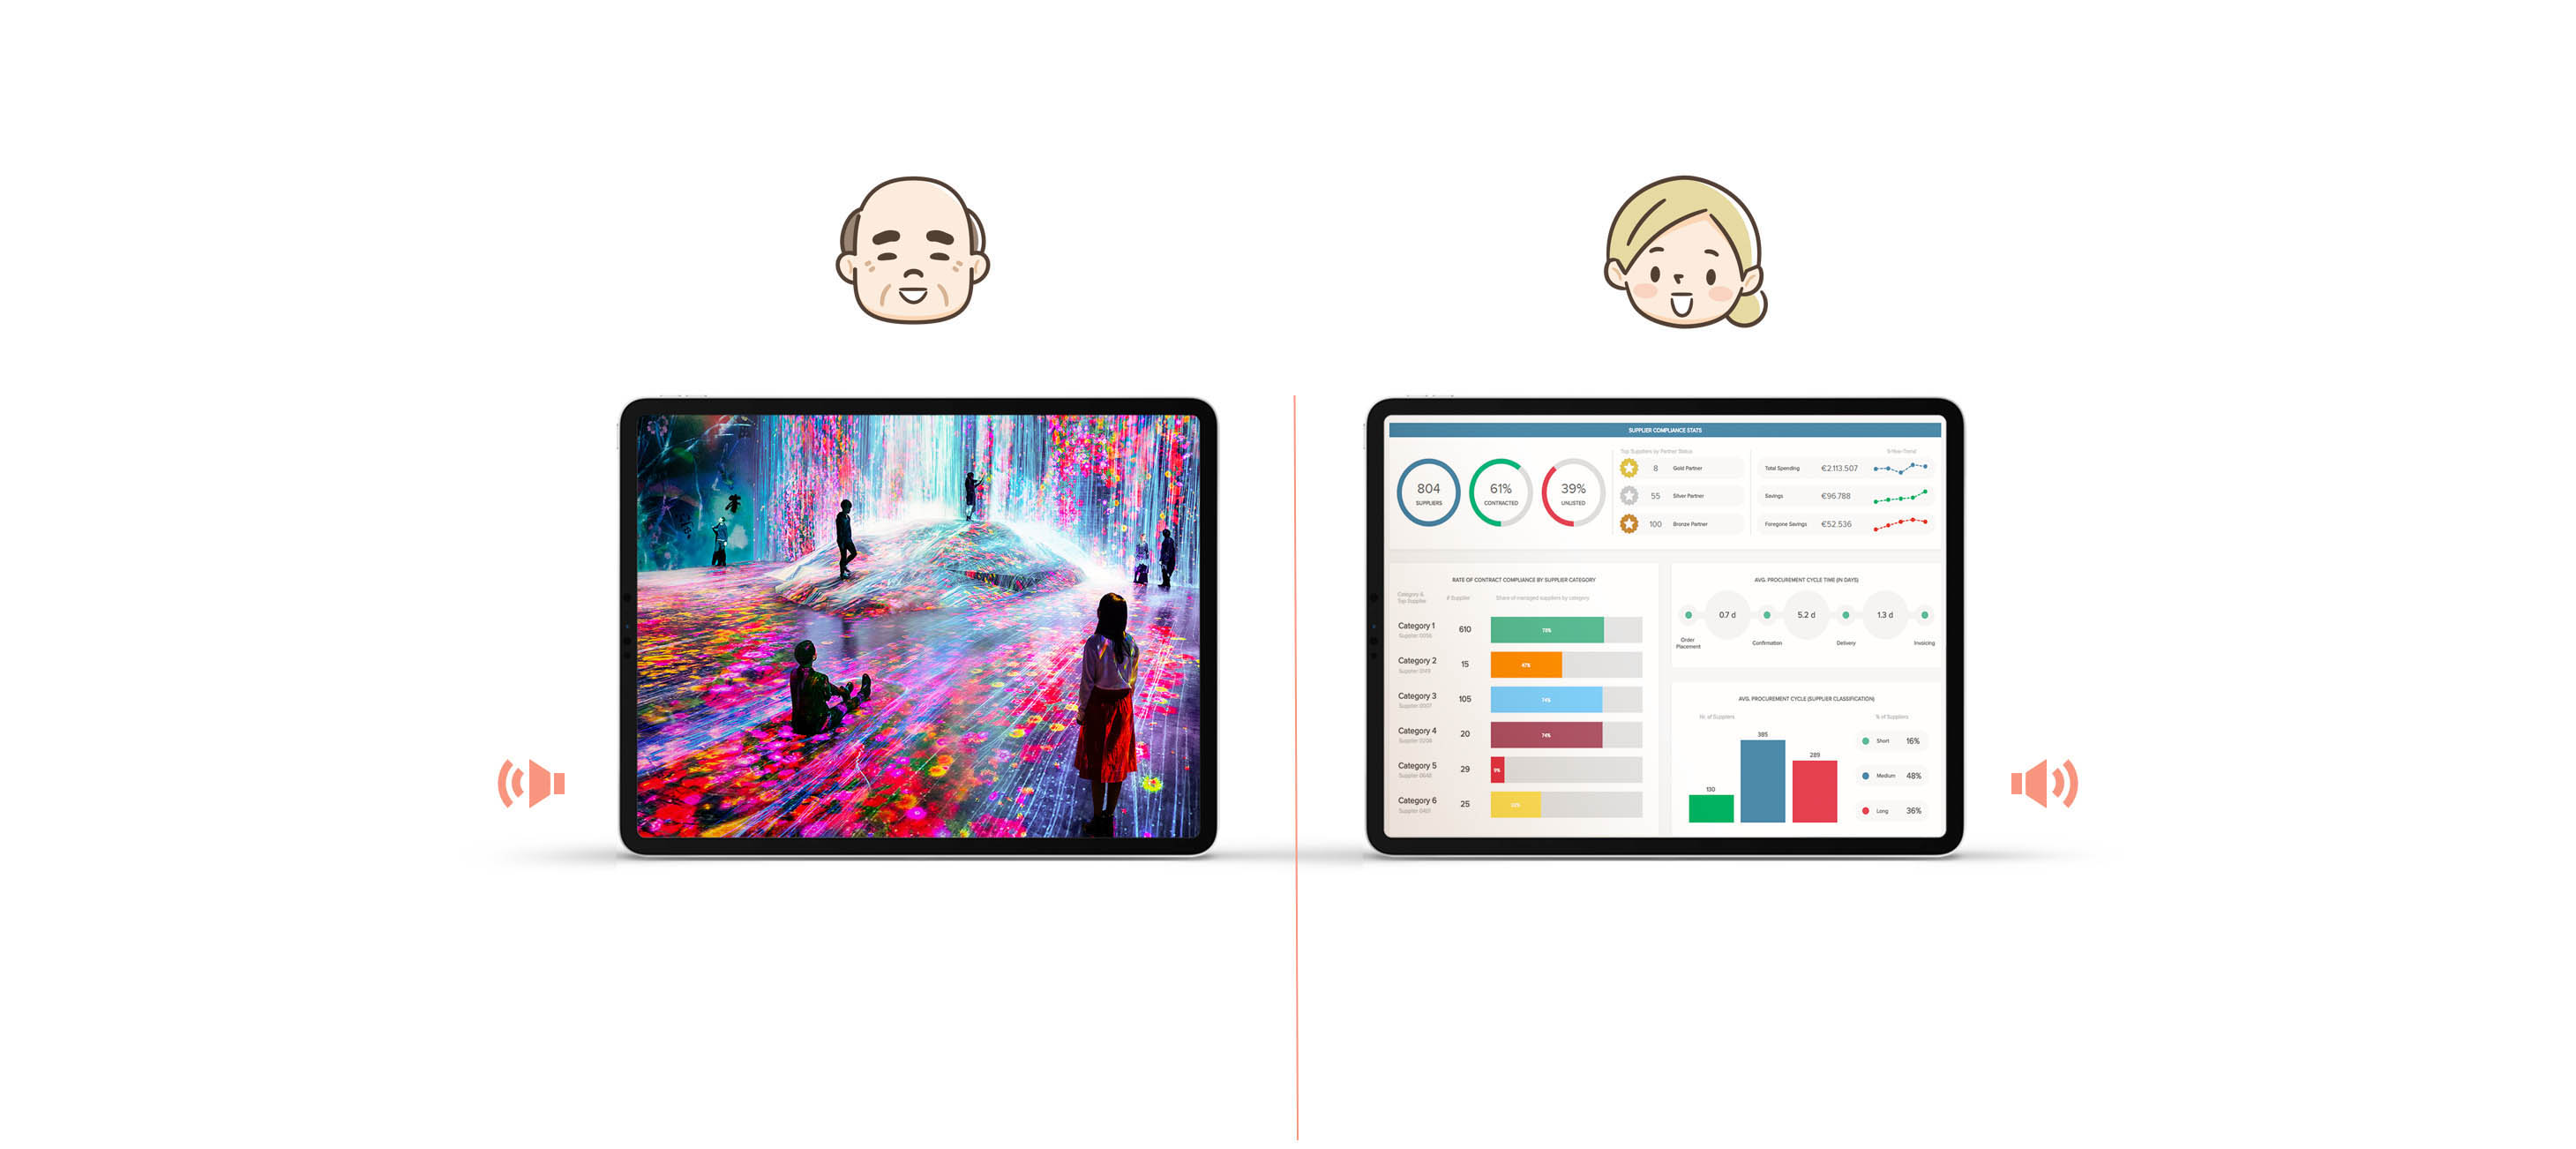 SUPPLIER COMPLIANCE STATS
804
SUPPLIERS
61%
CONTRACTED
39%
UNLISTED
Top Suppliers by Partner Status
8 Gold Partner
55 Silver Partner
100 Bronze Partner
Total Spending €2.113.507
Savings €96.788
Foregone Savings €52.536
RATE OF CONTRACT COMPLIANCE BY SUPPLIER CATEGORY
Category &
Top Supplier
# Supplier
Share of managed suppliers by category
Category 1
610
Category 2
15
47%
Category 3
105
74%
Category 4
20
74%
Category 5
29
9%
Category 6
25
AVG. PROCUREMENT CYCLE TIME (IN DAYS)
0.7 d
5.2 d
1.3 d
Order
Placement
Confirmation
Delivery
Invoicing
AVG. PROCUREMENT CYCLE (SUPPLIER CLASSIFICATION)
Nr. of Suppliers
130
385
289
% of Suppliers
Short 16%
Medium 48%
Long 36%